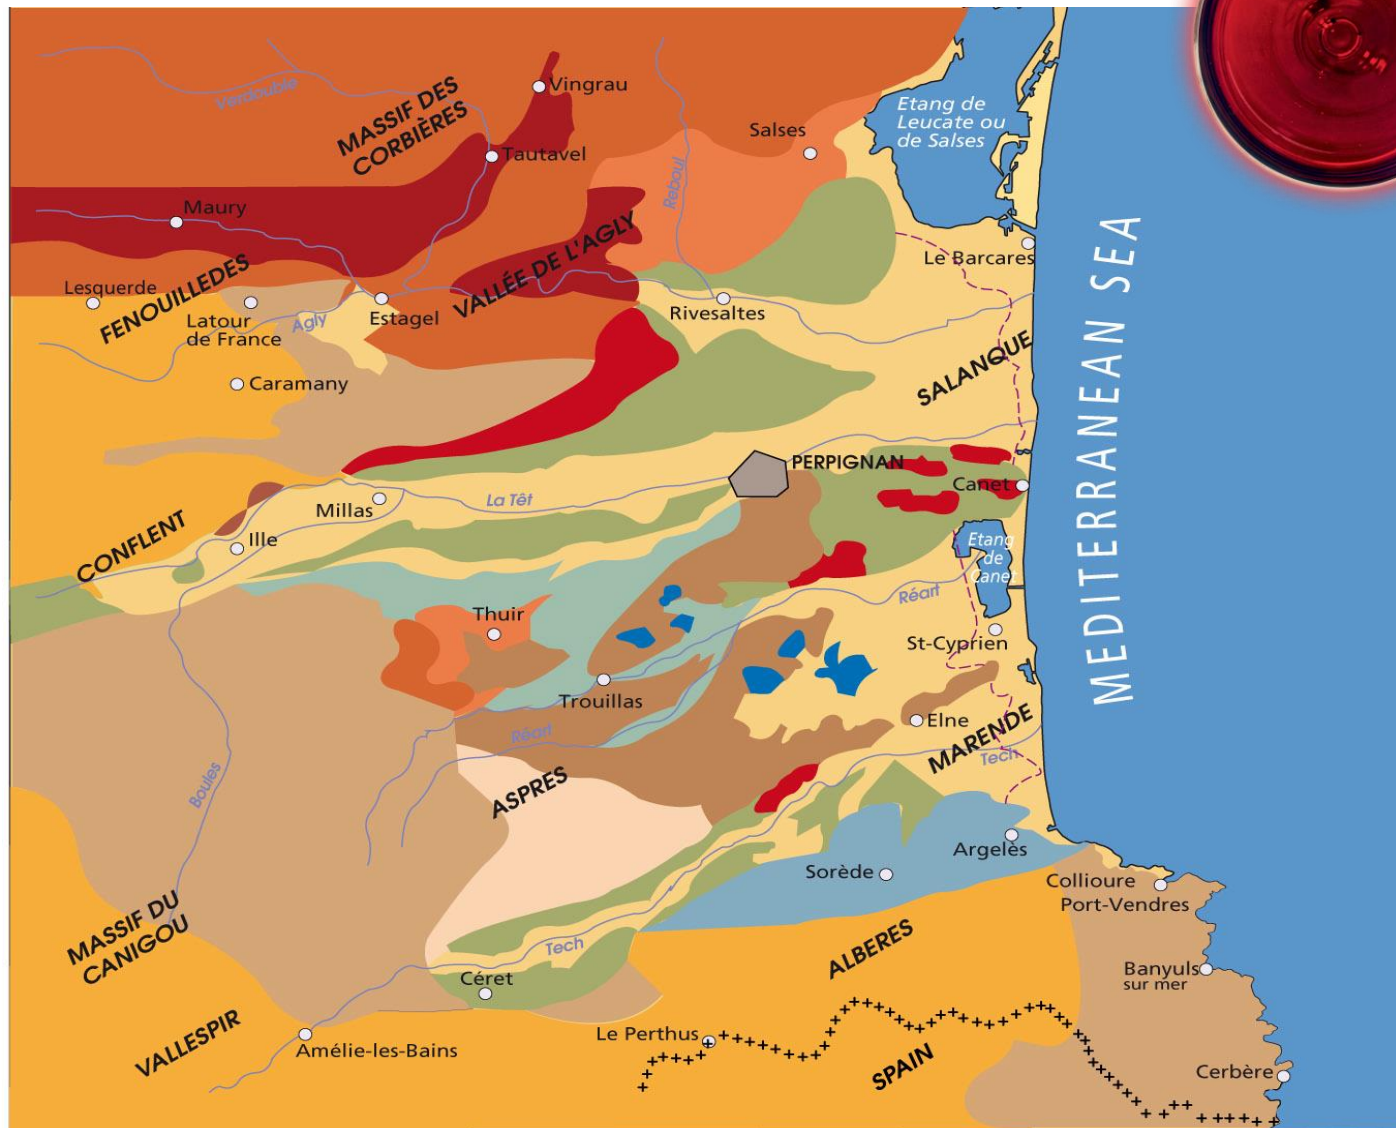 Verdouble
Vingrau
MASSIF DES
CORBIÈRES
Tautavel
Salses
Etang de
Leucate ou
de Salses
Reboul
Maury
VALLÉE DE L'AGLY
Le Barcares
Lesquerde
FENOUILLEDES
Latour
de France
Agly
Estagel
Rivesaltes
Caramany
SALANQUE
MEDITERRANEAN SEA
PERPIGNAN
Canet
Millas
La Têt
Ille
CONFLENT
Etang
de
Canet
Réart
Thuir
St-Cyprien
Trouillas
Elne
Réart
MARENDE
Tech
Boules
ASPRES
Argelès
Sorède
Collioure
Port-Vendres
MASSIF DU
CANIGOU
Tech
ALBERES
Céret
Banyuls
sur mer
VALLESPIR
Amélie-les-Bains
Le Perthus
SPAIN
Cerbère